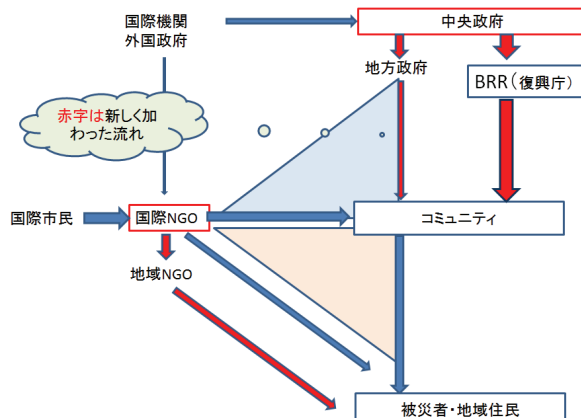 国際機関
外国政府
中央政府
地方政府
BRR(復興庁)
赤字は新しく加
わった流れ
国際市民
国際NGO
コミュニティ
地域NGO
被災者・地域住民